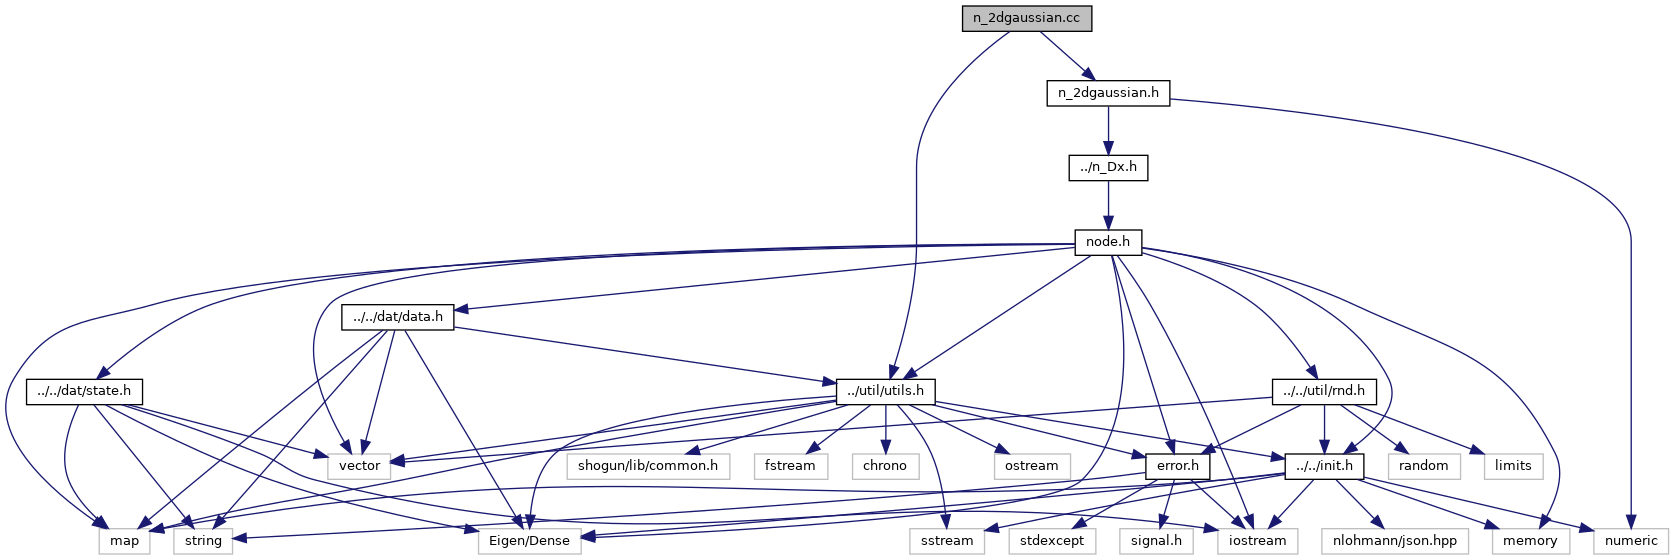 n_2dgaussian.cc
n_2dgaussian.h
../n_Dx.h
node.h
../../dat/data.h
../../dat/state.h
../util/utils.h
../../util/rnd.h
vector
shogun/lib/common.h
fstream
chrono
ostream
error.h
../../init.h
random
limits
map
string
Eigen/Dense
sstream
stdexcept
signal.h
iostream
nlohmann/json.hpp
memory
numeric